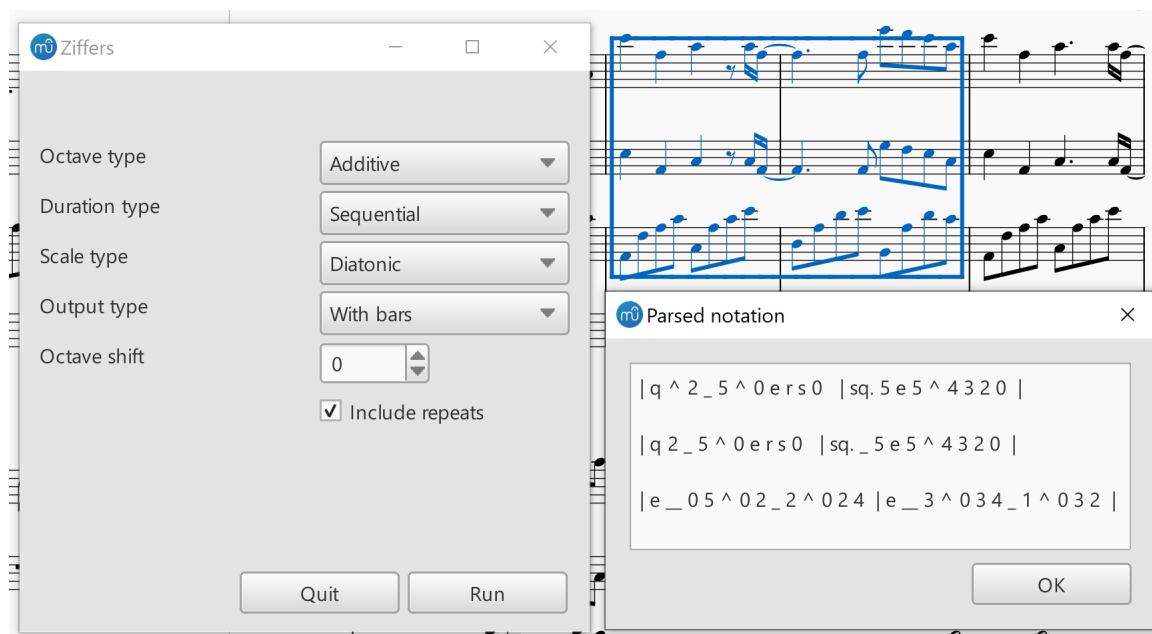 Ziffers
Octave type
Additive
Duration type
Sequential
Scale type
Diatonic
Output type
With bars
Octave shift
0
Include repeats
Quit
Run
Parsed notation
| q ^ 2 _ 5 ^ 0 e r s 0 | sq. 5 e 5 ^ 4 3 2 0 |
| q 2 _ 5 ^ 0 e r s 0 | sq. _ 5 e 5 ^ 4 3 2 0 |
| e __ 0 5 ^ 0 2 _ 2 ^ 0 2 4 | e __ 3 ^ 0 3 4 _ 1 ^ 0 3 2 |
OK